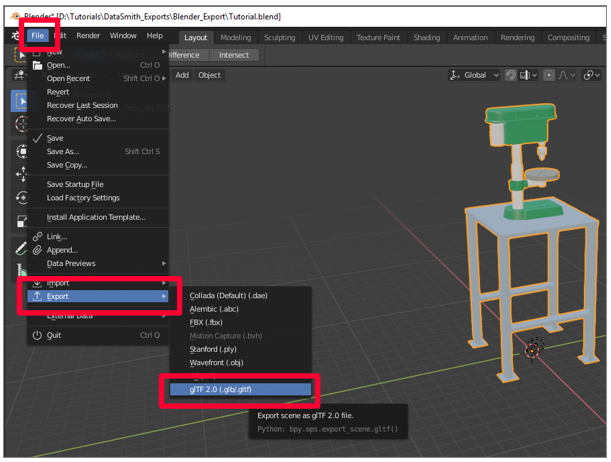 Blender* [D:\Tutorials\DataSmith_Exports\Blender_Export\Tutorial.blend]
File Edit Render Window Help Layout Modeling Sculpting UV Editing Texture Paint Shading Animation Rendering Compositing
Difference Intersect
Add Object Global
New
Open... Ctrl O
Open Recent Shift Ctrl O
Revert
Recover Last Session
Recover Auto Save...
Save
Save As... Shift Ctrl S
Save Copy...
Save Startup File
Load Factory Settings
Install Application Template...
Link...
Append...
Data Previews
Import
Export
External Data
Quit Ctrl Q
Collada (Default) (.dae)
Alembic (.abc)
FBX (.fbx)
Motion Capture (.bvh)
Stanford (.ply)
Wavefront (.obj)
glTF 2.0 (.glb/.gltf)
Export scene as glTF 2.0 file.
Python: bpy.ops.export_scene.gltf()